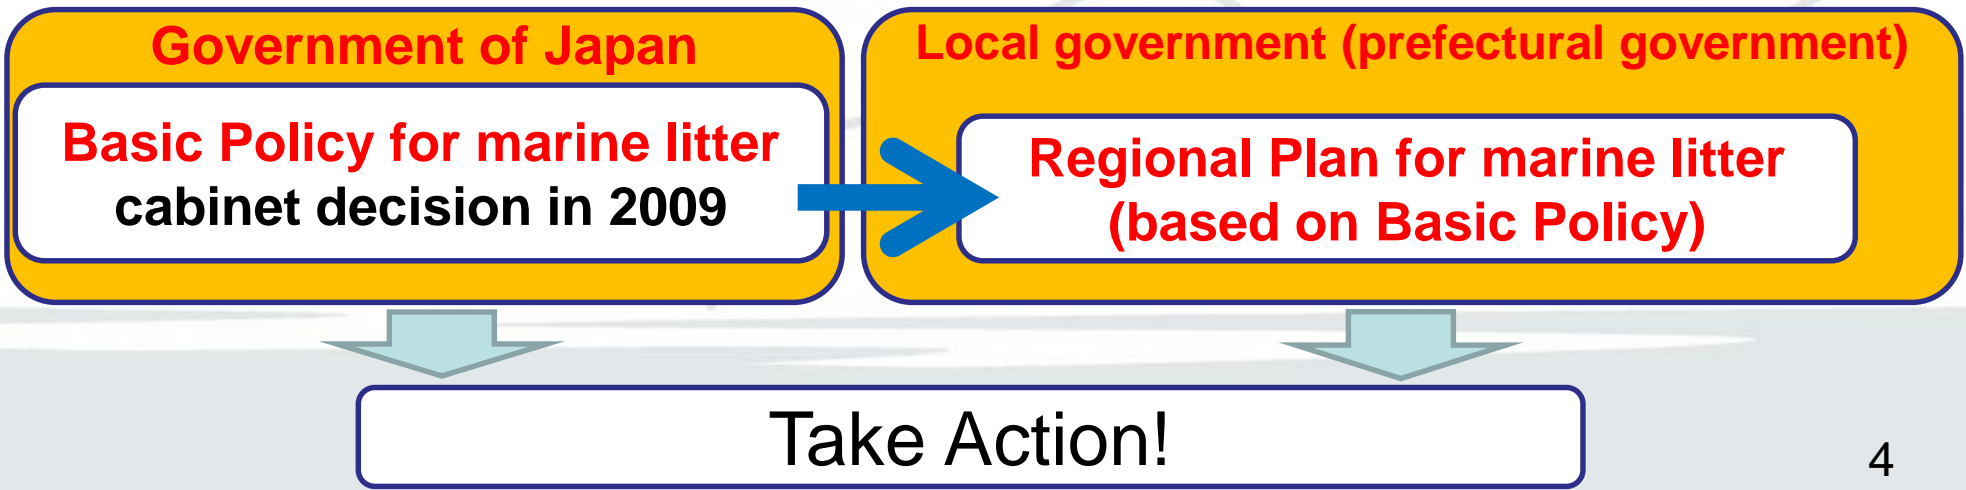 Government of Japan
Basic Policy for marine litter
cabinet decision in 2009
Local government (prefectural government)
Regional Plan for marine litter
(based on Basic Policy)
Take Action!
4